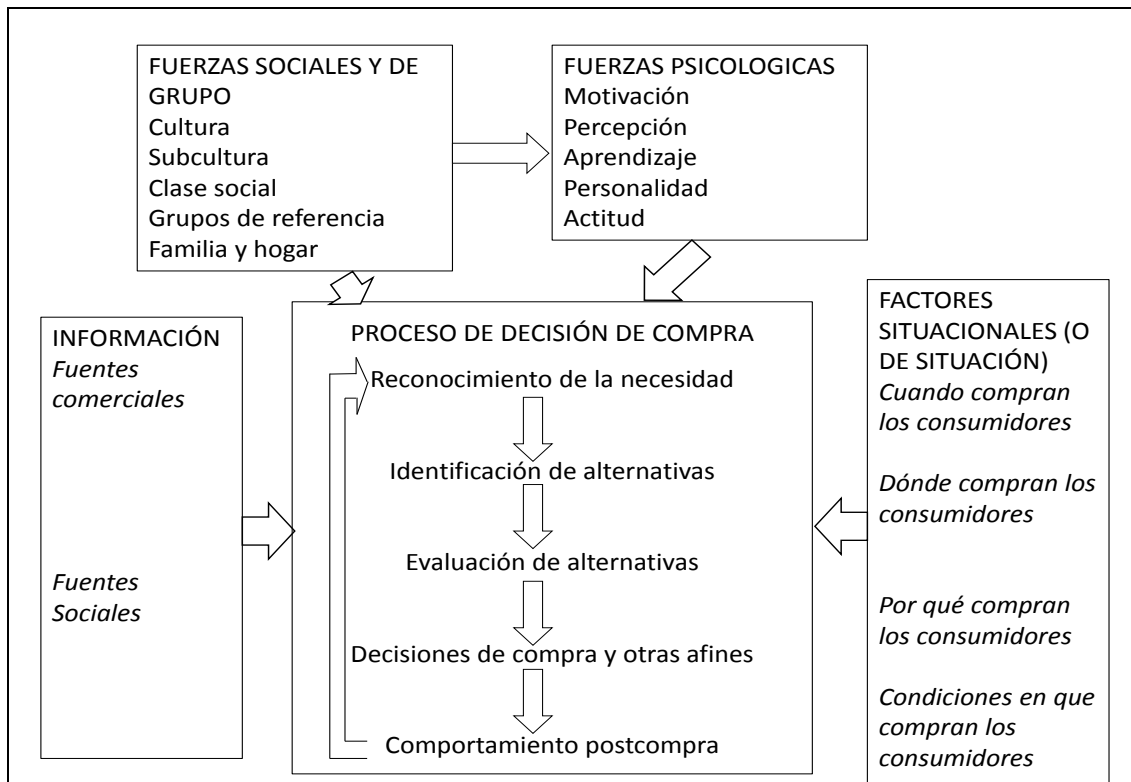 FUERZAS SOCIALES Y DE
GRUPO
Cultura
Subcultura
Clase social
Grupos de referencia
Familia y hogar
FUERZAS PSICOLOGICAS
Motivación
Percepción
Aprendizaje
Personalidad
Actitud
INFORMACIÓN
Fuentes
comerciales
Fuentes
Sociales
PROCESO DE DECISIÓN DE COMPRA
Reconocimiento de la necesidad
Identificación de alternativas
Evaluación de alternativas
Decisiones de compra y otras afines
Comportamiento postcompra
FACTORES
SITUACIONALES (O
DE SITUACIÓN)
Cuando compran
los consumidores
Dónde compran los
consumidores
Por qué compran
los consumidores
Condiciones en que
compran los
consumidores